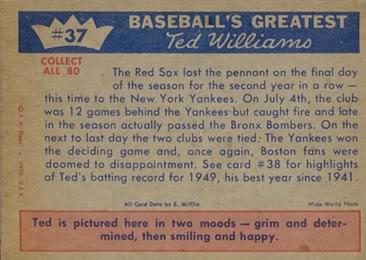 #37
BASEBALL'S GREATEST
Ted Williams
COLLECT
ALL 80
The Red Sox lost the pennant on the final day
of the season for the second year in a row —
this time to the New York Yankees. On July 4th, the club
was 12 games behind the Yankees but caught fire and late
in the season actually passed the Bronx Bombers. On the
next to last day the two clubs were tied. The Yankees won
the deciding game and, once again, Boston fans were
doomed to disappointment. See card #38 for highlights
of Ted's batting record for 1949, his best year since 1941.
All Card Data by E. Mifflin
Wide World Photo
Ted is pictured here in two moods — grim and deter-
mined, then smiling and happy.